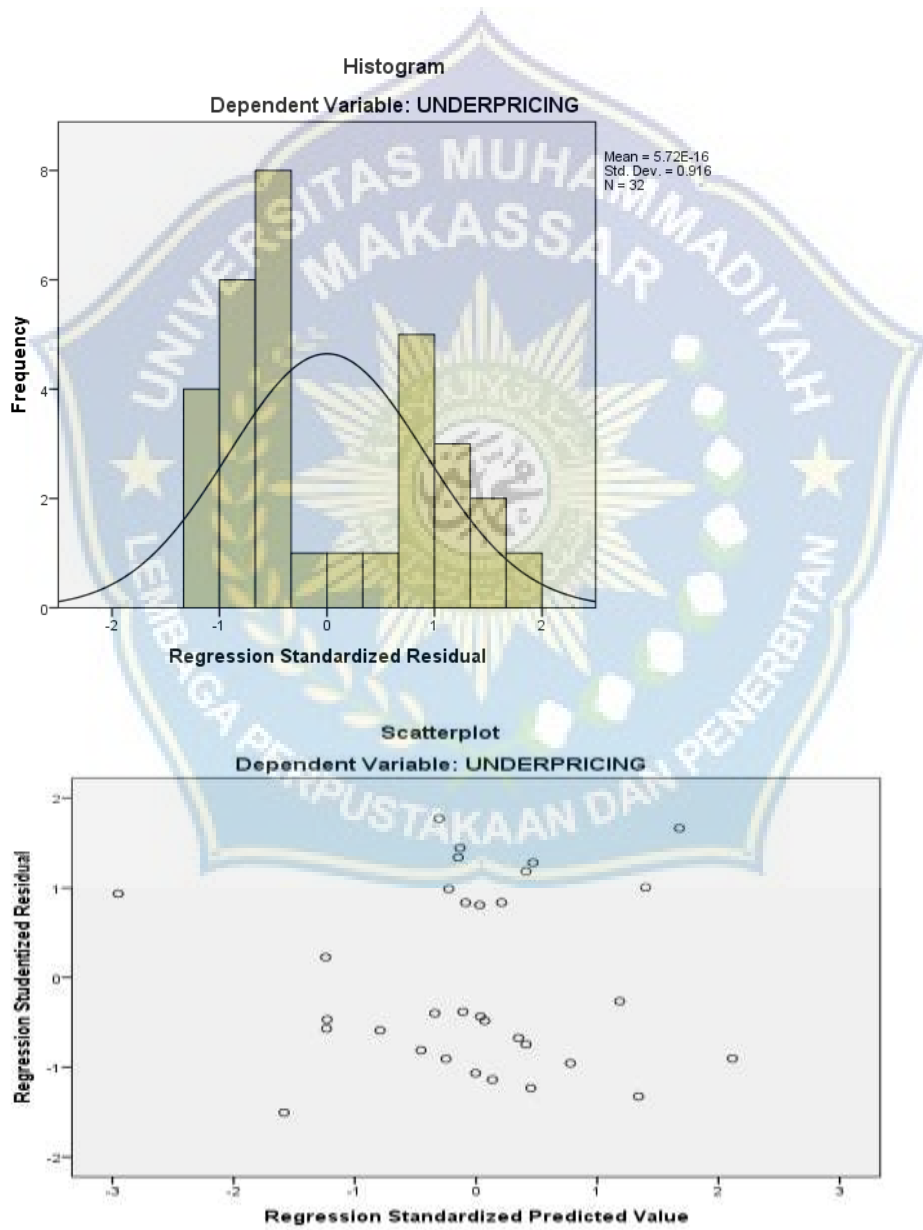 Histogram
Dependent Variable: UNDERPRICING
Mean = 5.72E-16
Std. Dev. = 0.916
N = 32
UNIVERSITAS MUHAMMADIYAH
MAKASSAR
LEMBAGA PERPUSTAKAAN DAN PENERBITAN
Frequency
8
6
4
2
0
-2
-1
0
1
2
Regression Standardized Residual
Scatterplot
Dependent Variable: UNDERPRICING
Regression Studentized Residual
2
1
0
-1
-2
-3
-2
-1
0
1
2
3
Regression Standardized Predicted Value